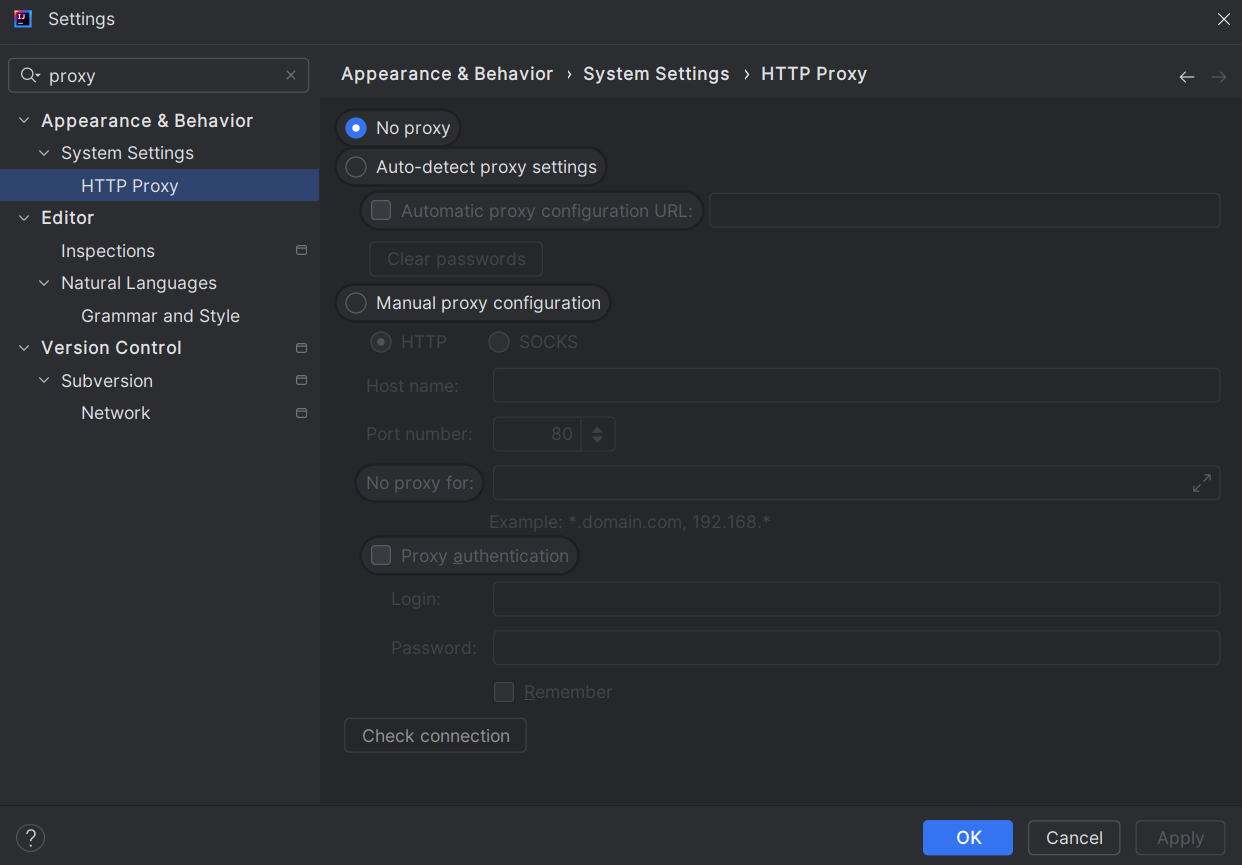 Settings
proxy
Appearance & Behavior
System Settings
HTTP Proxy
Editor
Inspections
Natural Languages
Grammar and Style
Version Control
Subversion
Network
Appearance & Behavior › System Settings › HTTP Proxy
No proxy
Auto-detect proxy settings
Automatic proxy configuration URL:
Clear passwords
Manual proxy configuration
HTTP SOCKS
Host name:
Port number: 80
No proxy for:
Example: *.domain.com, 192.168.*
Proxy authentication
Login:
Password:
Remember
Check connection
? OK Cancel Apply